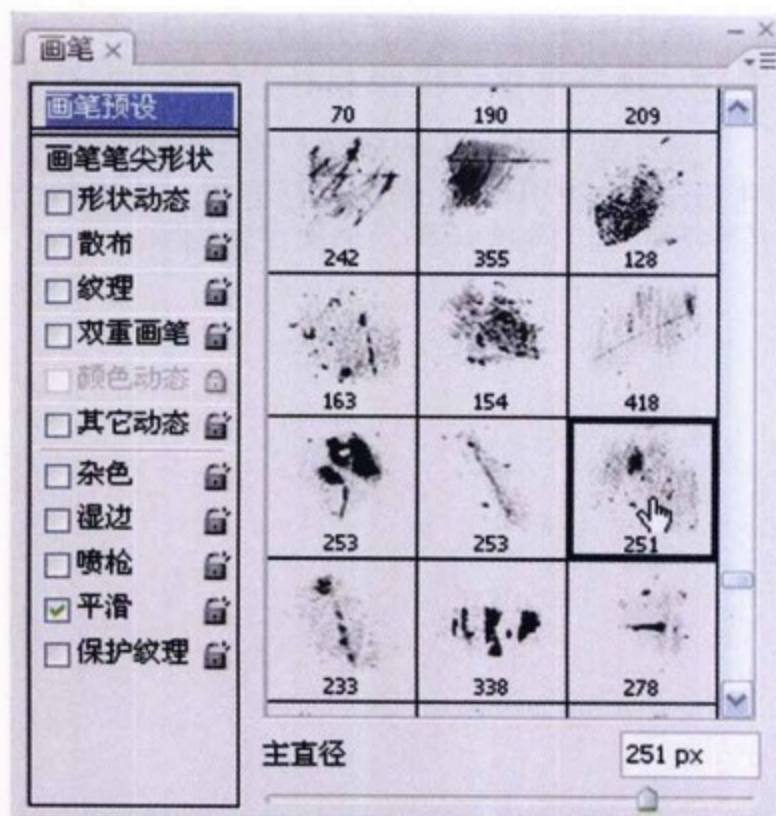 画笔 ×
画笔预设
画笔笔尖形状
形状动态
散布
纹理
双重画笔
颜色动态
其它动态
杂色
湿边
喷枪
平滑
保护纹理
70 190 209
242 355 128
163 154 418
253 253 251
233 338 278
主直径 251 px